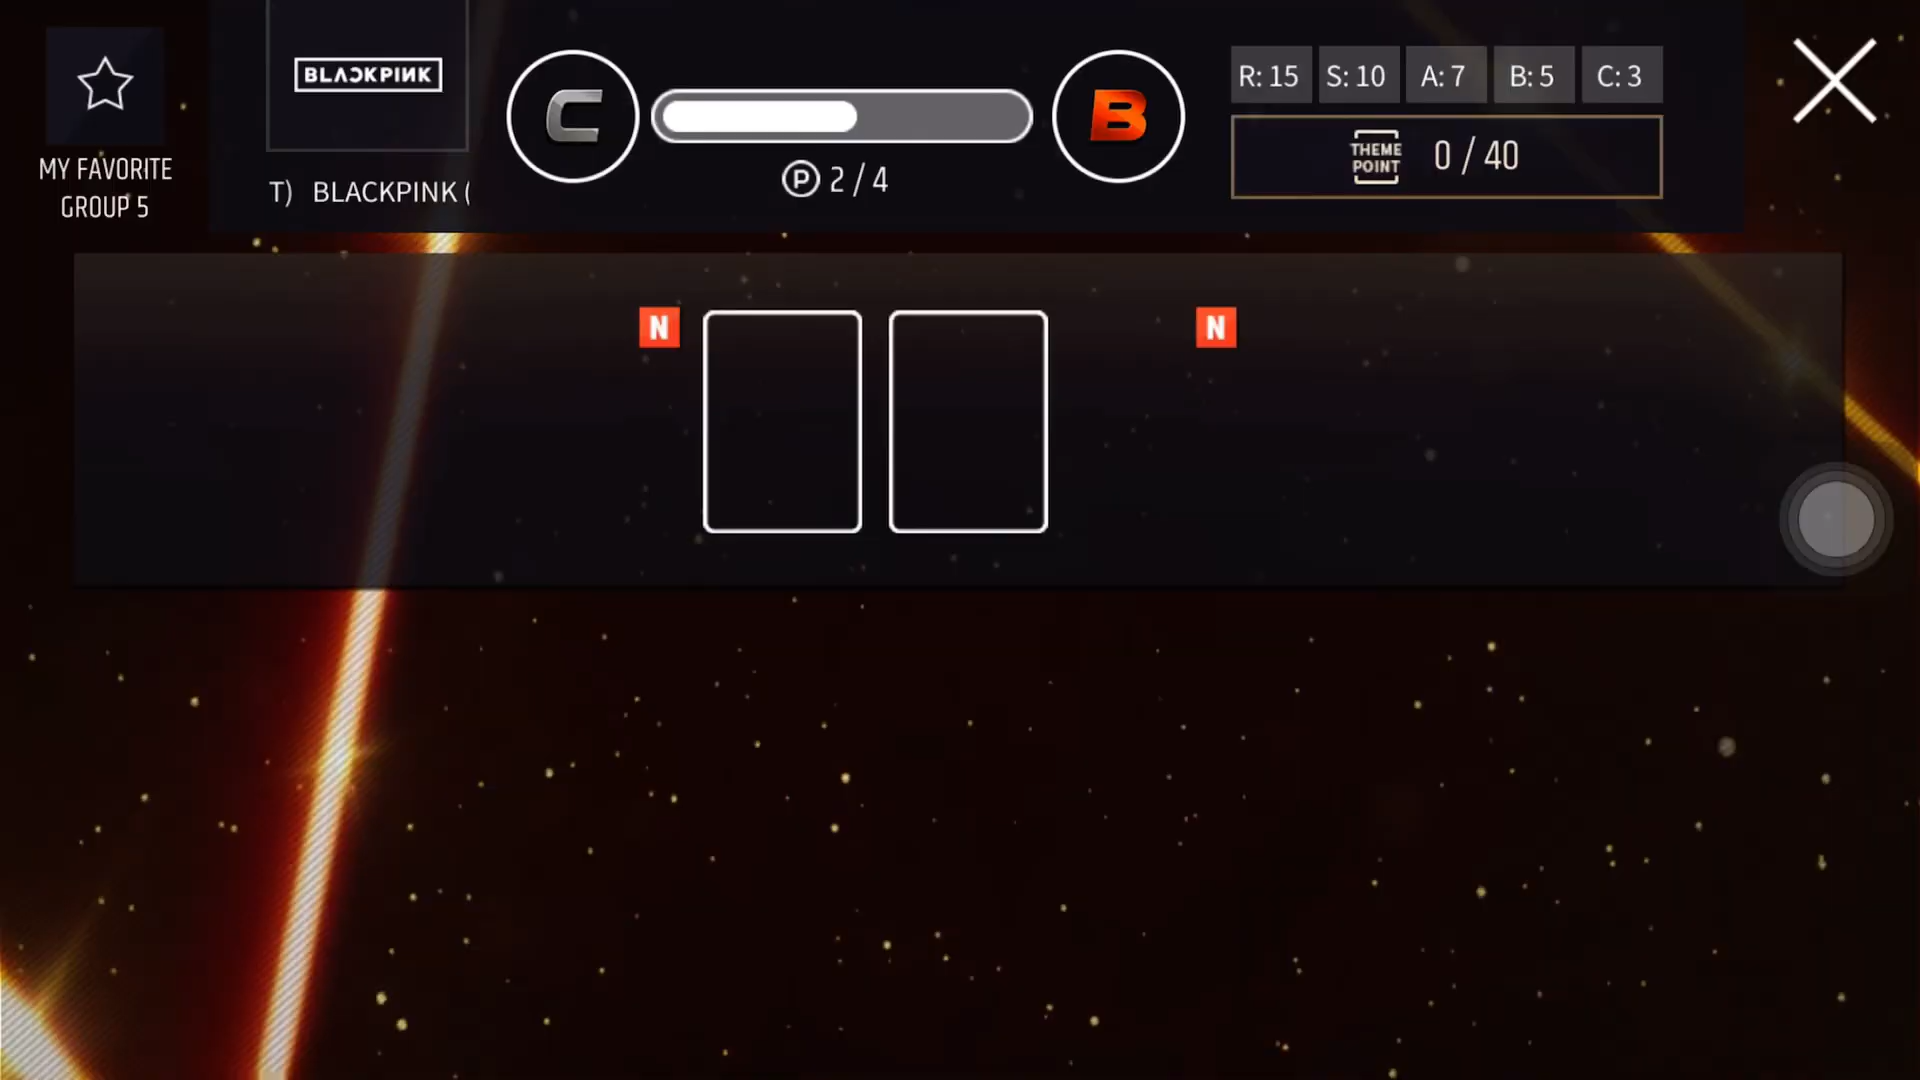 MY FAVORITE
GROUP 5
BLACKPINK
T) BLACKPINK (
C
P 2 / 4
B
R: 15 S: 10 A: 7 B: 5 C: 3
THEME
POINT
0 / 40
N
N